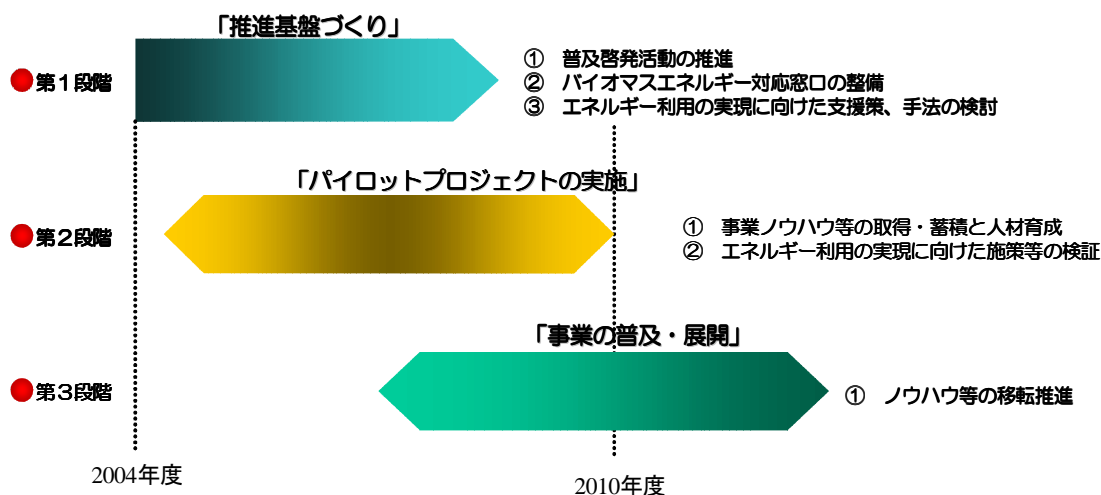 「推進基盤づくり」
●第１段階
① 普及啓発活動の推進
② バイオマスエネルギー対応窓口の整備
③ エネルギー利用の実現に向けた支援策、手法の検討
「パイロットプロジェクトの実施」
●第２段階
① 事業ノウハウ等の取得・蓄積と人材育成
② エネルギー利用の実現に向けた施策等の検証
「事業の普及・展開」
●第３段階
① ノウハウ等の移転推進
2004年度
2010年度